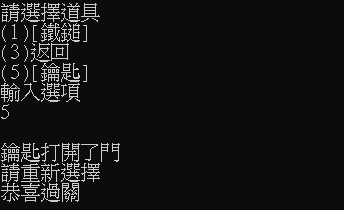 請選擇道具
(1)[鐵鎚]
(3)返回
(5)[鑰匙]
輸入選項
5
鑰匙打開了門
請重新選擇
恭喜過關